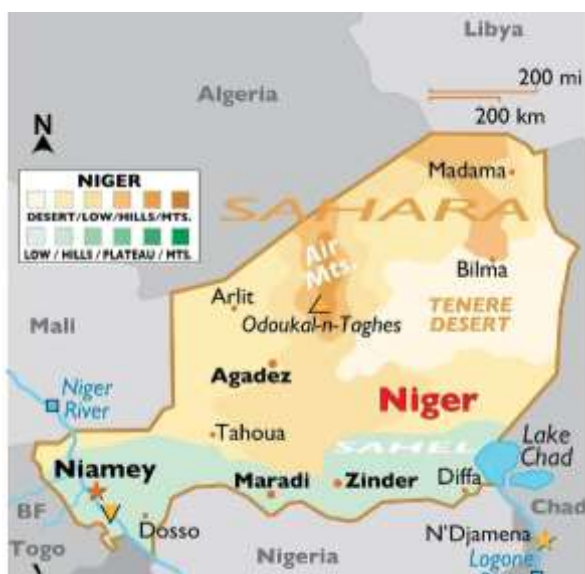 Libya
200 mi
200 km
Algeria
N
NIGER
DESERT/LOW/HILLS/MTS.
LOW / HILLS / PLATEAU / MTS.
Madama
SAHARA
Air
Mts.
Bilma
Arlit
Odoukal-n-Taghes
TENERE
DESERT
Mali
Agadez
Niger
River
Niger
Tahoua
SAHEL
Lake
Chad
Niamey
Maradi
Zinder
Diffa
Chad
BF
Dosso
N'Djamena
Togo
Nigeria
Logone